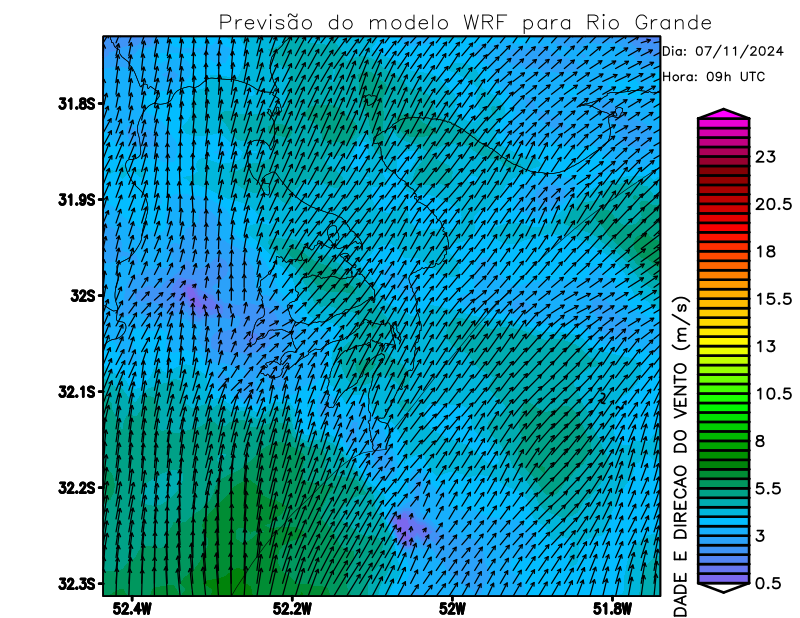 Previsão do modelo WRF para Rio Grande
Dia: 07/11/2024
Hora: 09h UTC
31.8S
31.9S
32S
32.1S
32.2S
32.3S
52.4W
52.2W
52W
51.8W
23
20.5
18
15.5
13
10.5
8
5.5
3
0.5
DADE E DIRECAO DO VENTO (m/s)